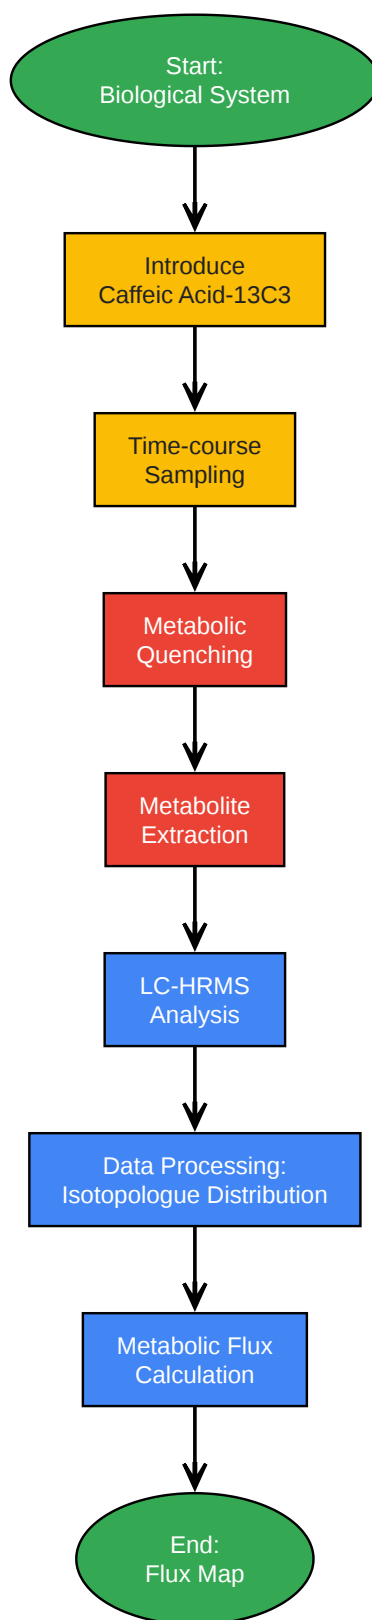 Start:
Biological System
Introduce
Caffeic Acid-13C3
Time-course
Sampling
Metabolic
Quenching
Metabolite
Extraction
LC-HRMS
Analysis
Data Processing:
Isotopologue Distribution
Metabolic Flux
Calculation
End:
Flux Map